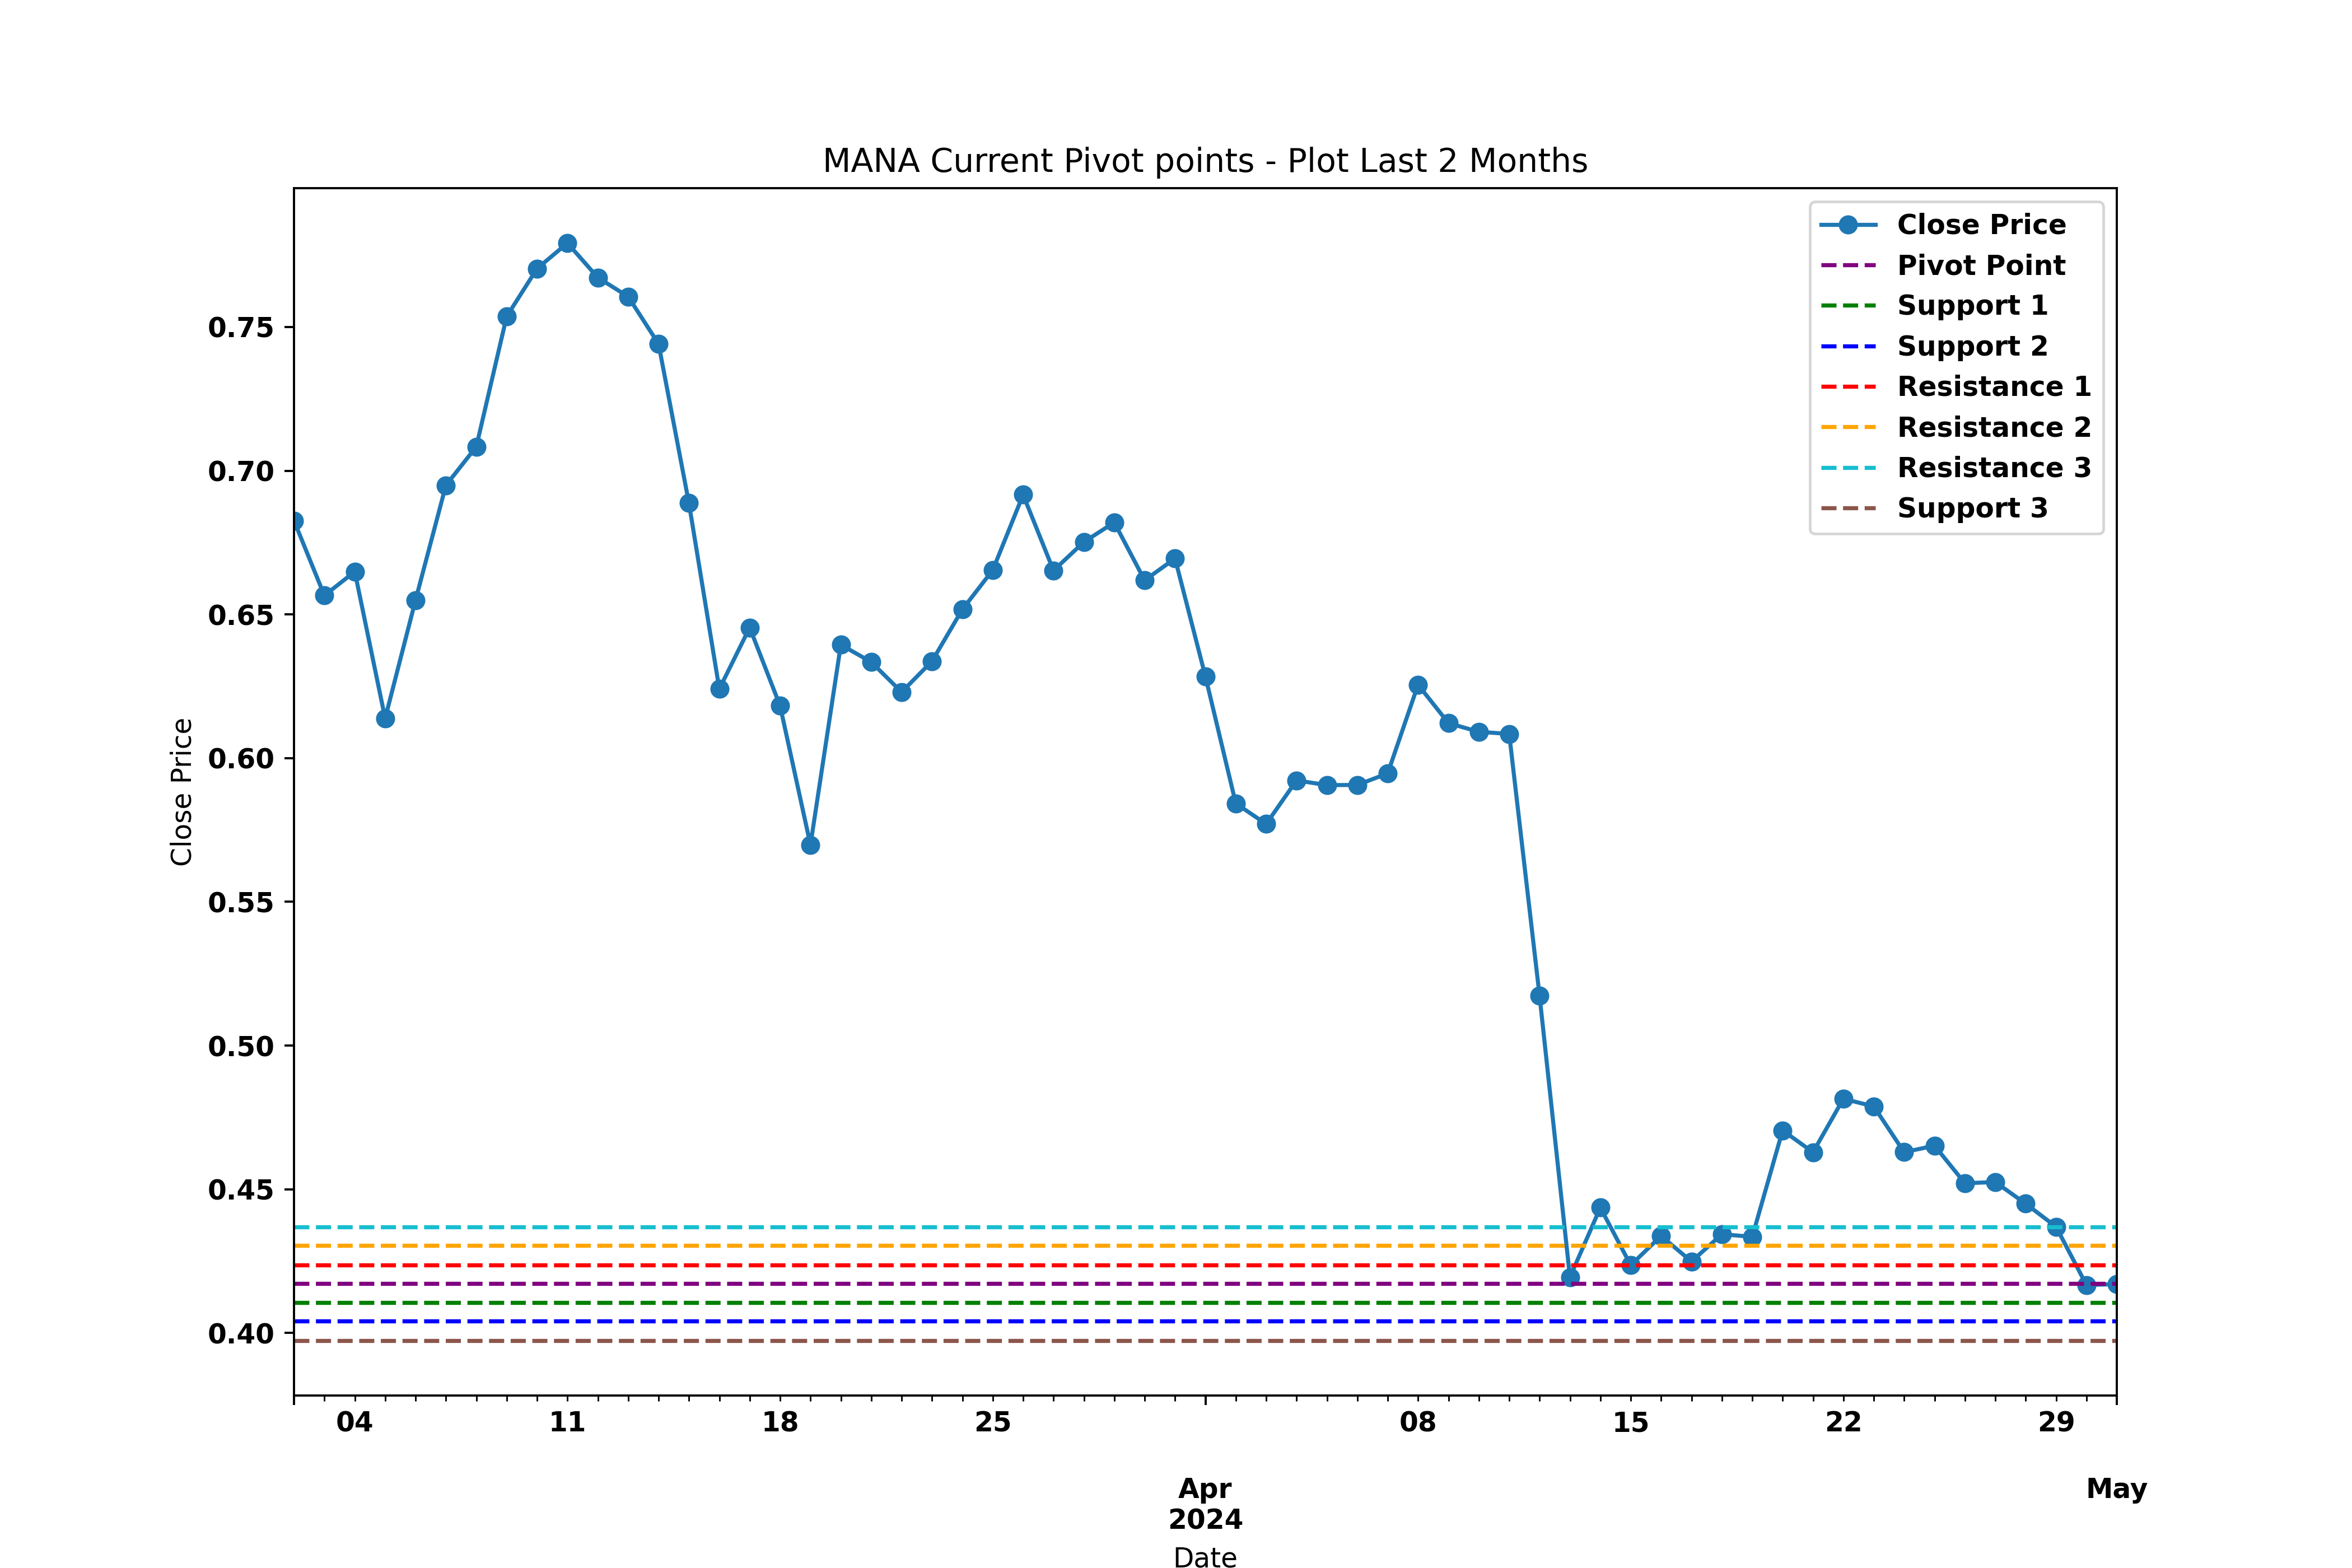 MANA Current Pivot points - Plot Last 2 Months
Close Price
Pivot Point
Support 1
Support 2
Resistance 1
Resistance 2
Resistance 3
Support 3
Close Price
0.75
0.70
0.65
0.60
0.55
0.50
0.45
0.40
04 11 18 25 08 15 22 29
Apr May
2024
Date